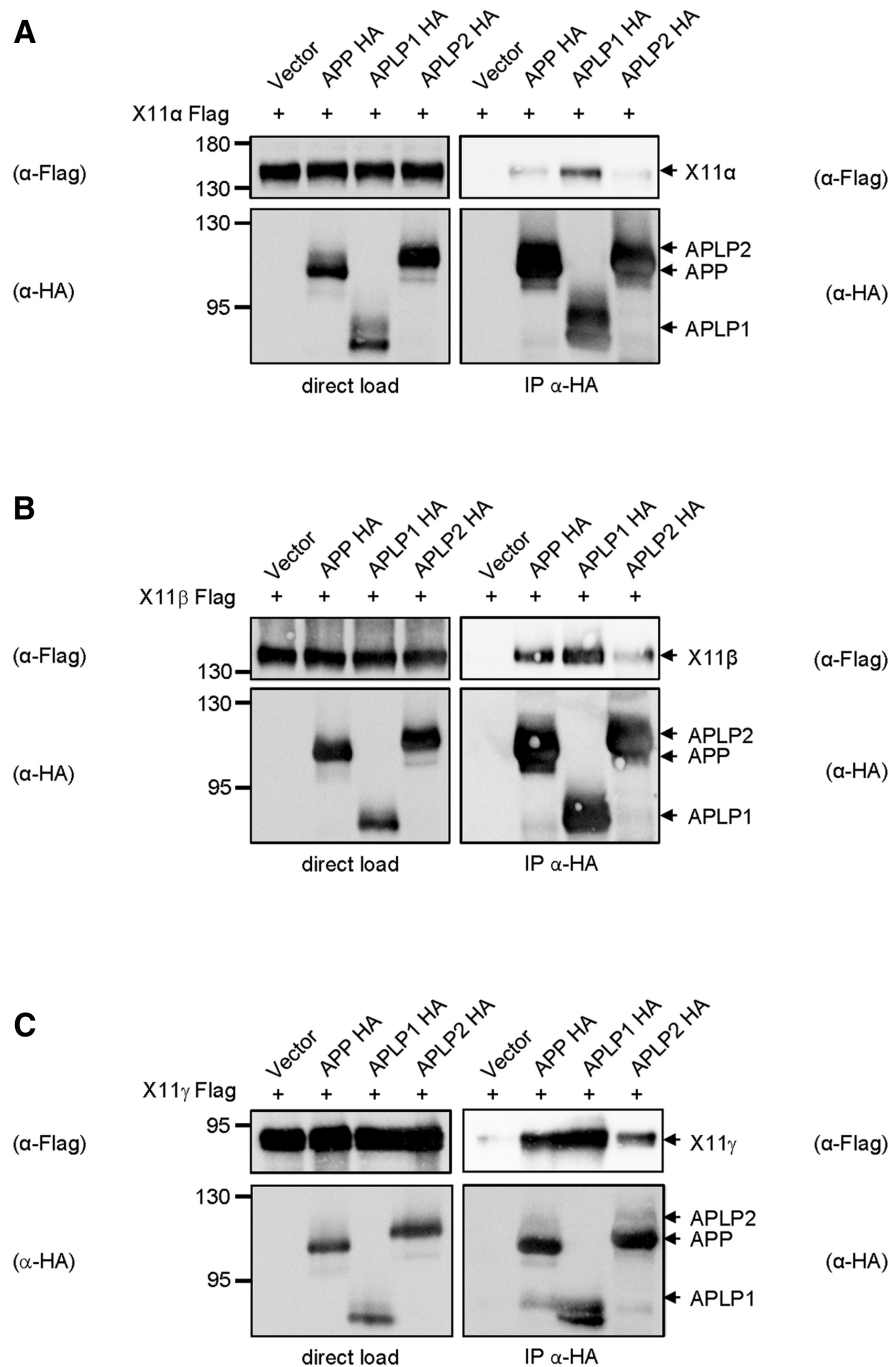 A
Vector APP HA APLP1 HA APLP2 HA Vector APP HA APLP1 HA APLP2 HA
X11α Flag + + + + + + + +
180
(α-Flag) X11α (α-Flag)
130
130
APLP2
APP
(α-HA) (α-HA)
95
APLP1
direct load IP α-HA
B
Vector APP HA APLP1 HA APLP2 HA Vector APP HA APLP1 HA APLP2 HA
X11β Flag + + + + + + + +
(α-Flag) X11β (α-Flag)
130
130
APLP2
APP
(α-HA) (α-HA)
95
APLP1
direct load IP α-HA
C
Vector APP HA APLP1 HA APLP2 HA Vector APP HA APLP1 HA APLP2 HA
X11γ Flag + + + + + + + +
95
(α-Flag) X11γ (α-Flag)
130
APLP2
APP
(α-HA) (α-HA)
95
APLP1
direct load IP α-HA